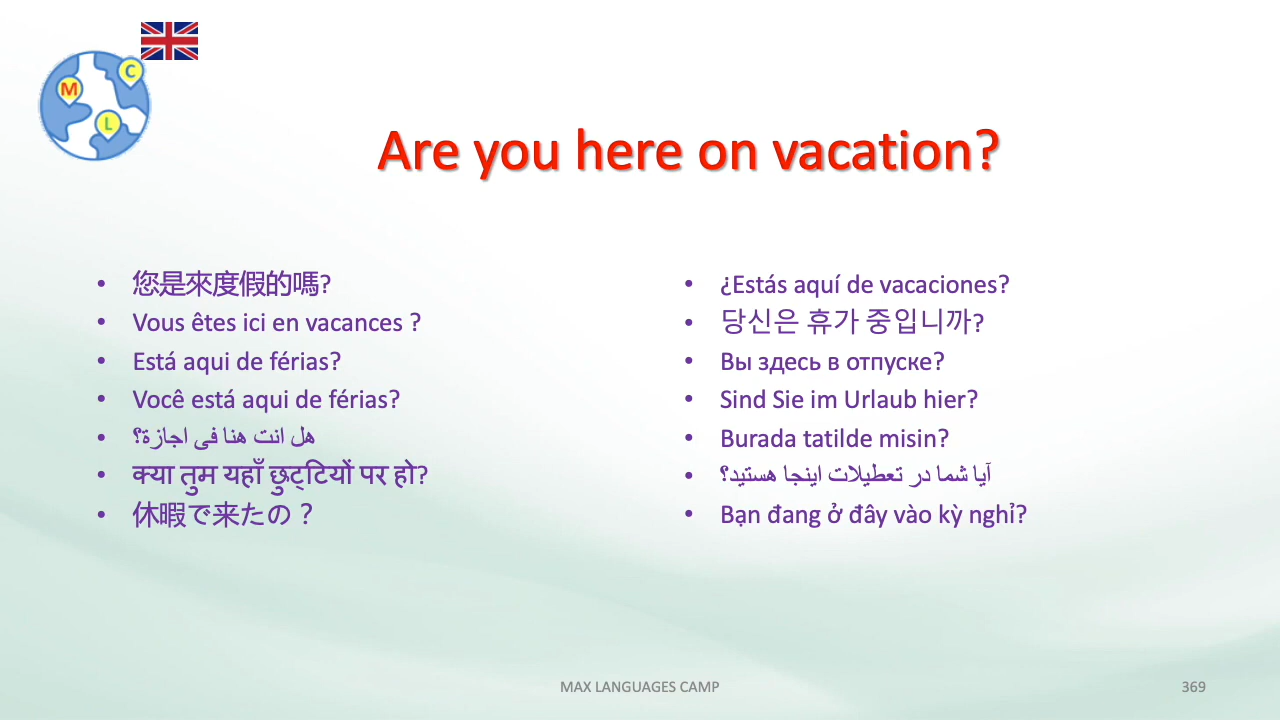 M
C
L
Are you here on vacation?
• 您是來度假的嗎?
• Vous êtes ici en vacances ?
• Está aqui de férias?
• Você está aqui de férias?
• هل انت هنا فى اجازة؟
• क्या तुम यहाँ छुट्टियों पर हो?
• 休暇で来たの？
• ¿Estás aquí de vacaciones?
• 당신은 휴가 중입니까?
• Вы здесь в отпуске?
• Sind Sie im Urlaub hier?
• Burada tatilde misin?
• آیا شما در تعطیلات اینجا هستید؟
• Bạn đang ở đây vào kỳ nghỉ?
MAX LANGUAGES CAMP
369